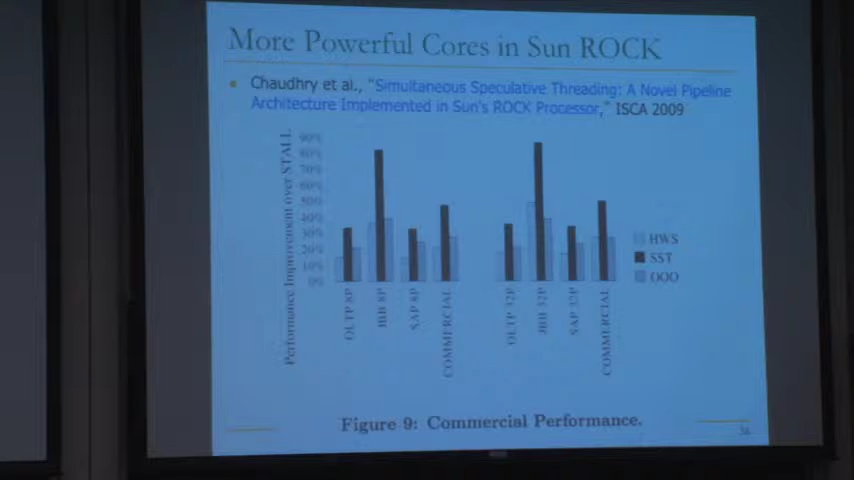 More Powerful Cores in Sun ROCK
Chaudhry et al., "Simultaneous Speculative Threading: A Novel Pipeline
Architecture Implemented in Sun's ROCK Processor," ISCA 2009
Performance Improvement over STALL
90%
80%
70%
60%
50%
40%
30%
20%
10%
0%
OLTP 8P
JBB 8P
SAP 8P
COMMERCIAL
OLTP 32P
JBB 32P
SAP 32P
COMMERCIAL
HWS
SST
OOO
Figure 9: Commercial Performance.